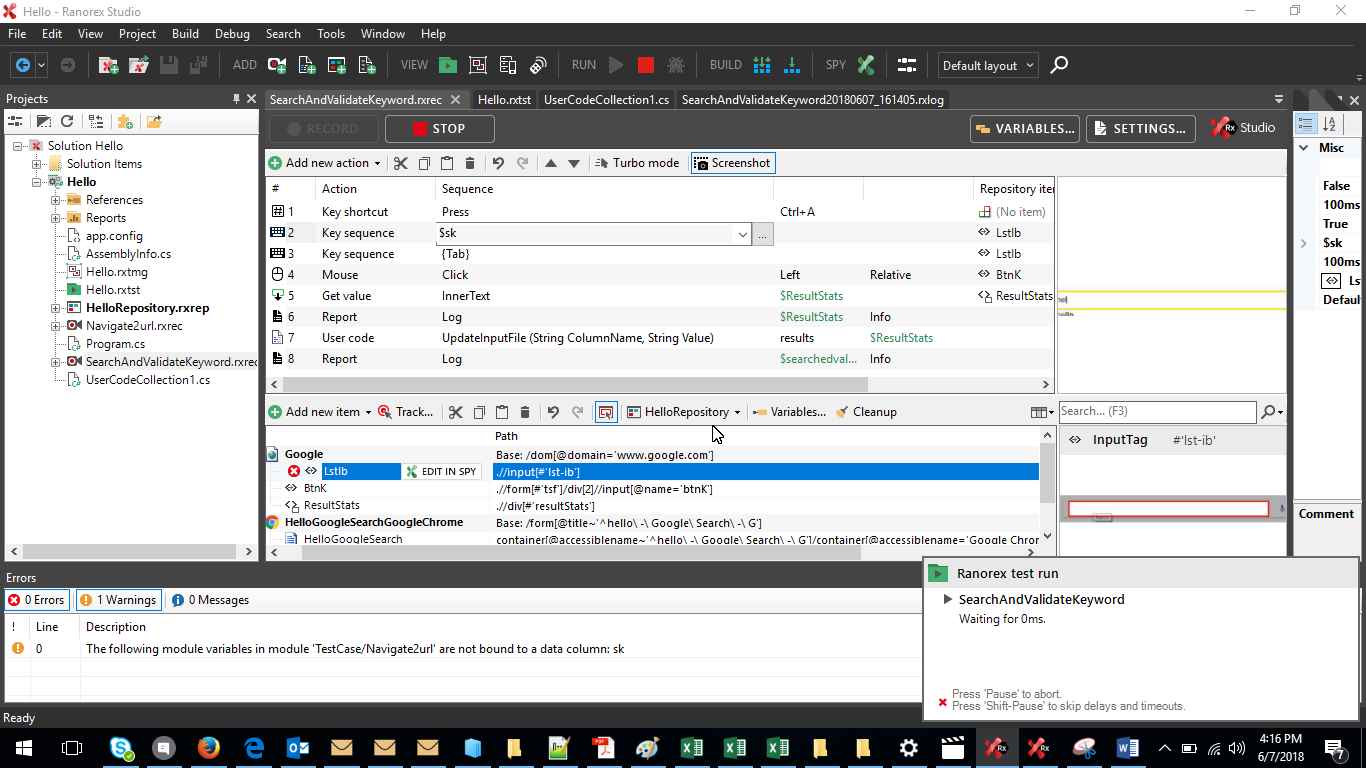 Hello - Ranorex Studio
File Edit View Project Build Debug Search Tools Window Help
ADD VIEW RUN BUILD SPY Default layout
Projects
SearchAndValidateKeyword.rxrec Hello.rxtst UserCodeCollection1.cs SearchAndValidateKeyword20180607_161405.rxlog
RECORD STOP VARIABLES... SETTINGS... Rx Studio
Solution Hello
Solution Items
Hello
References
Reports
app.config
AssemblyInfo.cs
Hello.rxtmg
Hello.rxtst
HelloRepository.rxrep
Navigate2url.rxrec
Program.cs
SearchAndValidateKeyword.rxrec
UserCodeCollection1.cs
Add new action Turbo mode Screenshot
# Action Sequence Repository iter
1 Key shortcut Press Ctrl+A (No item)
2 Key sequence $sk ... LstIb
3 Key sequence {Tab} LstIb
4 Mouse Click Left Relative BtnK
5 Get value InnerText $ResultStats ResultStats
6 Report Log $ResultStats Info
7 User code UpdateInputFile (String ColumnName, String Value) results $ResultStats
8 Report Log $searchedval... Info
Misc
False
100ms
True
$sk
100ms
Ls
Defaul
Comment
Add new item Track... HelloRepository Variables... Cleanup Search... (F3)
Path
Google Base: /dom[@domain='www.google.com']
LstIb EDIT IN SPY .//input[#'lst-ib']
BtnK .//form[#'tsf']/div[2]//input[@name='btnK']
ResultStats .//div[#'resultStats']
HelloGoogleSearchGoogleChrome Base: /form[@title~'^hello\ -\ Google\ Search\ -\ G']
HelloGoogleSearch container[@accessiblename~'^hello\ -\ Google\ Search\ -\ G']/container[@accessiblename='Google Chron
InputTag #'lst-ib'
Errors
0 Errors 1 Warnings 0 Messages
! Line Description
0 The following module variables in module 'TestCase/Navigate2url' are not bound to a data column: sk
Ranorex test run
SearchAndValidateKeyword
Waiting for 0ms.
Press 'Pause' to abort.
Press 'Shift-Pause' to skip delays and timeouts.
Ready
4:16 PM
6/7/2018
7